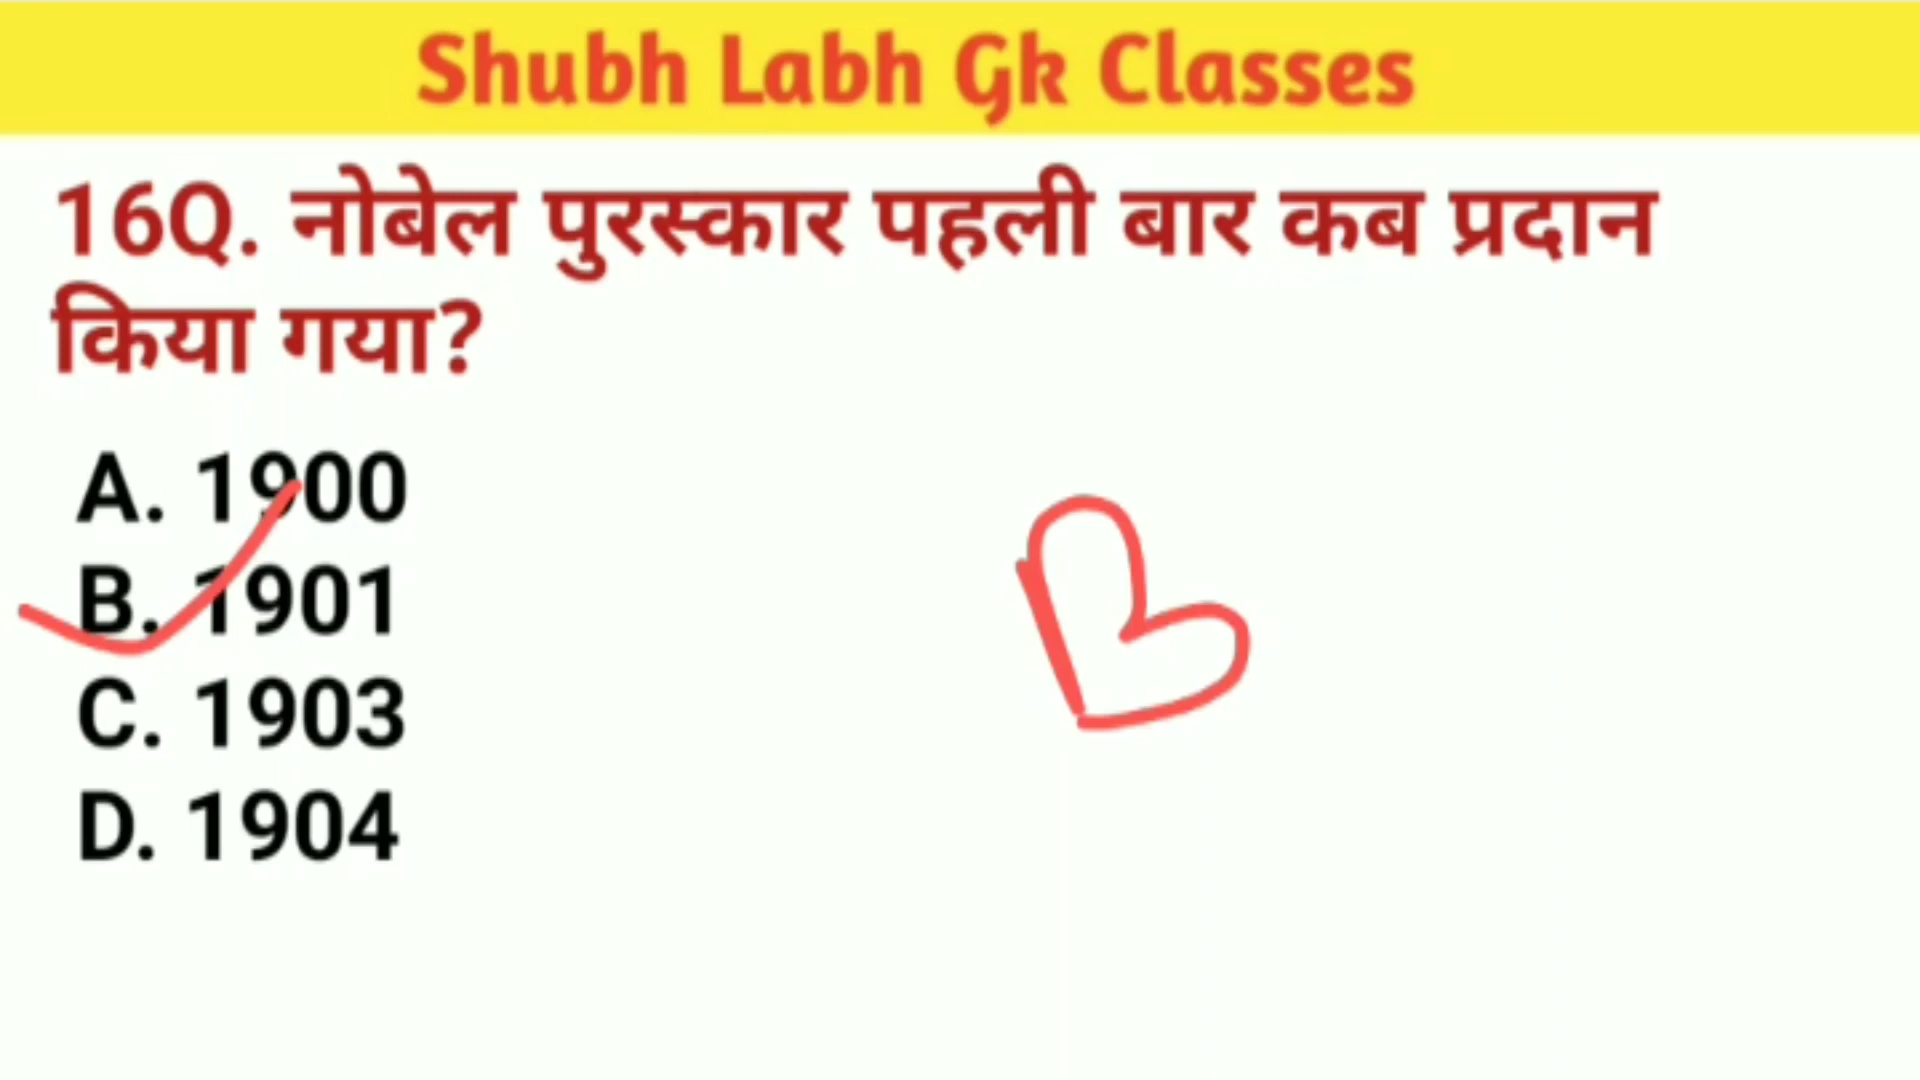 Shubh Labh Gk Classes
16Q. नोबेल पुरस्कार पहली बार कब प्रदान
किया गया?
A. 1900
B. 1901
C. 1903
D. 1904